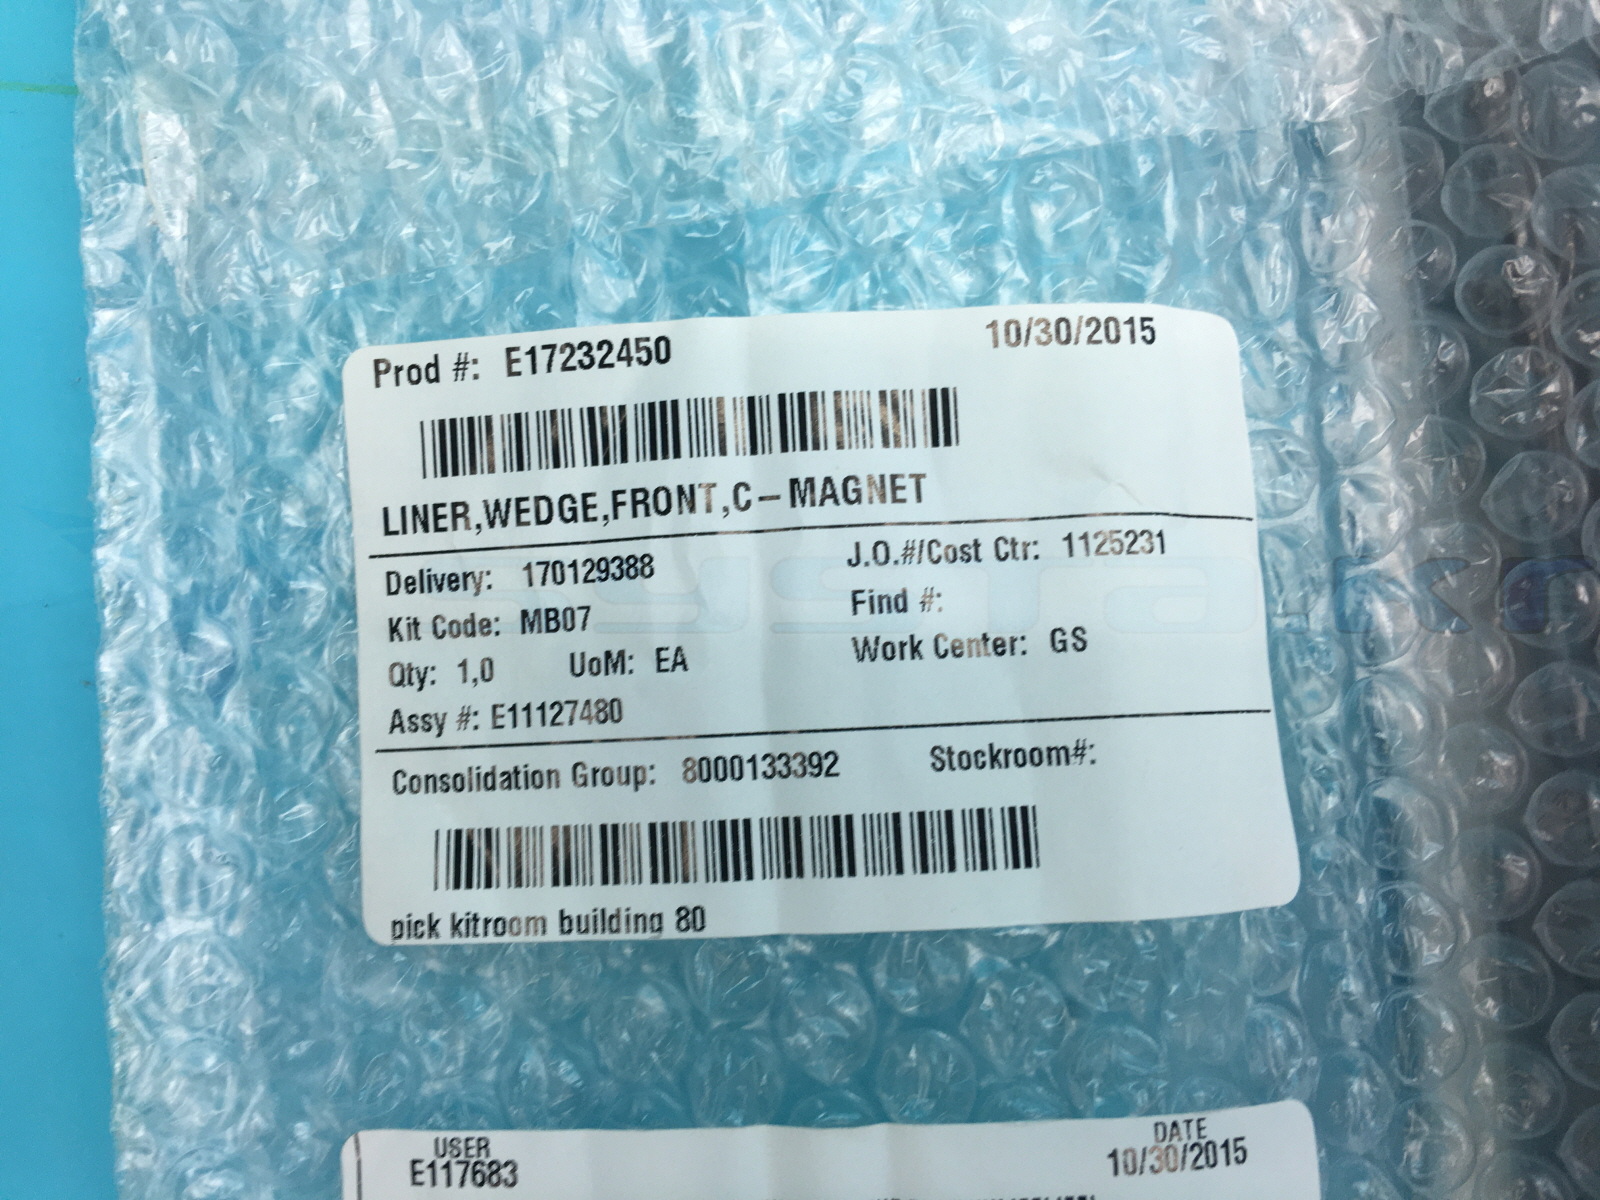 Prod #: E17232450 10/30/2015
LINER,WEDGE,FRONT,C-MAGNET
Delivery: 170129388 J.O.#/Cost Ctr: 1125231
Kit Code: MB07 Find #:
Qty: 1,0 UoM: EA Work Center: GS
Assy #: E11127480
Consolidation Group: 8000133392 Stockroom#:
pick kitroom building 80
USER DATE
E117683 10/30/2015